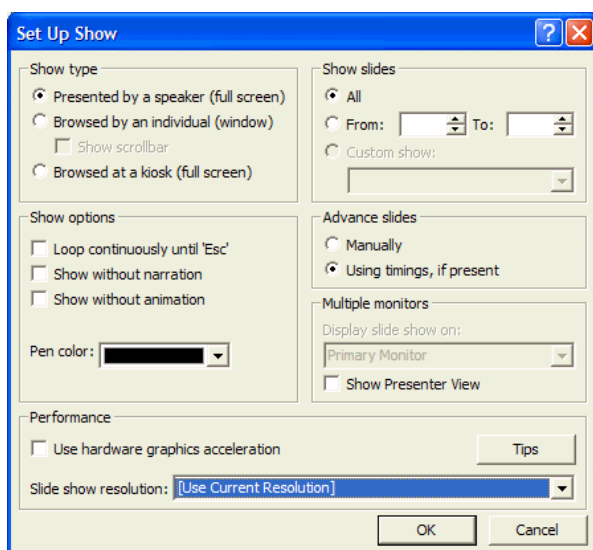 Set Up Show
Show type
Presented by a speaker (full screen)
Browsed by an individual (window)
Show scrollbar
Browsed at a kiosk (full screen)
Show slides
All
From: To:
Custom show:
Show options
Loop continuously until 'Esc'
Show without narration
Show without animation
Pen color:
Advance slides
Manually
Using timings, if present
Multiple monitors
Display slide show on:
Primary Monitor
Show Presenter View
Performance
Use hardware graphics acceleration
Tips
Slide show resolution: [Use Current Resolution]
OK Cancel